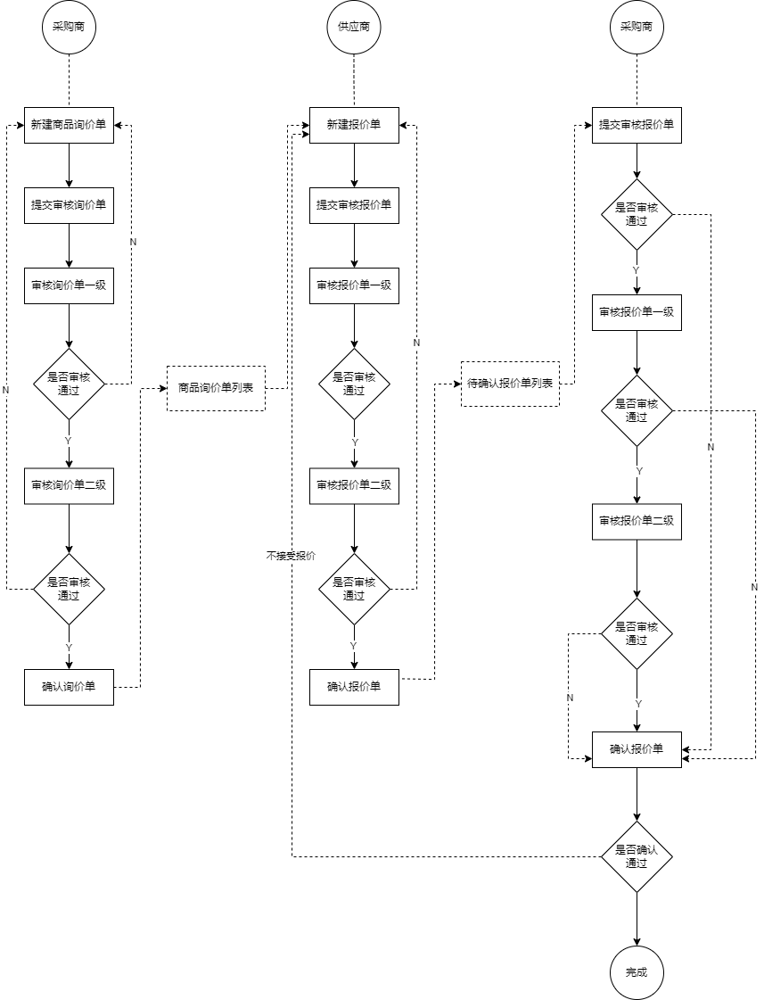 采购商
新建商品询价单
提交审核询价单
审核询价单一级
是否审核
通过
N
Y
审核询价单二级
是否审核
通过
N
Y
确认询价单
商品询价单列表
供应商
新建报价单
提交审核报价单
审核报价单一级
是否审核
通过
Y
审核报价单二级
是否审核
通过
N
Y
确认报价单
不接受报价
待确认报价单列表
采购商
提交审核报价单
是否审核
通过
Y
N
审核报价单一级
是否审核
通过
Y
N
审核报价单二级
是否审核
通过
N
Y
确认报价单
是否确认
通过
完成